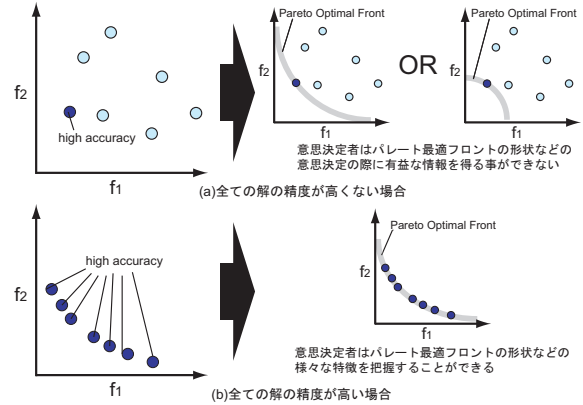 f2
high accuracy
f1
Pareto Optimal Front
f2
f1
OR
Pareto Optimal Front
f2
f1
意思決定者はパレート最適フロントの形状などの
意思決定の際に有益な情報を得る事ができない
(a)全ての解の精度が高くない場合
high accuracy
f2
f1
Pareto Optimal Front
f2
f1
意思決定者はパレート最適フロントの形状などの
様々な特徴を把握することができる
(b)全ての解の精度が高い場合